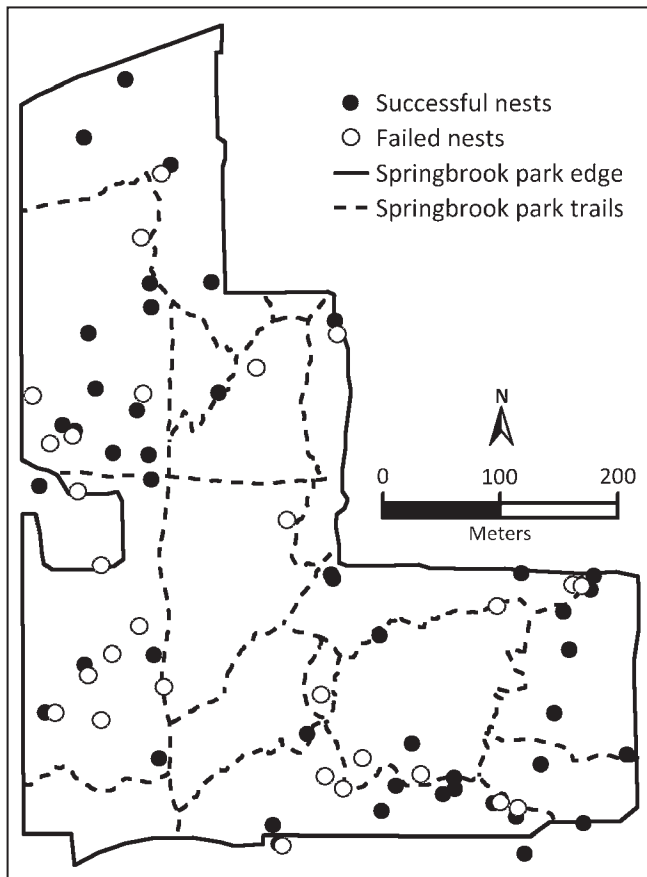 Successful nests
Failed nests
Springbrook park edge
Springbrook park trails
N
0 100 200
Meters